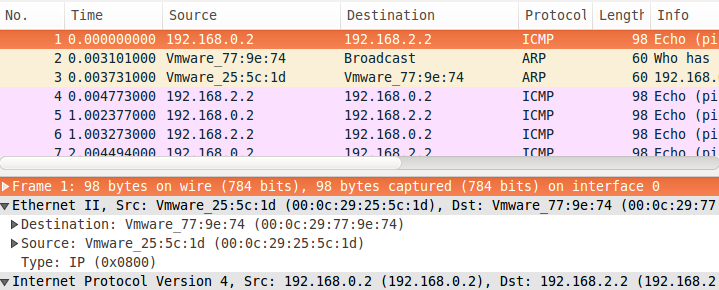 No. Time Source Destination Protocol Length Info
1 0.000000000 192.168.0.2 192.168.2.2 ICMP 98 Echo (pi
2 0.003101000 Vmware_77:9e:74 Broadcast ARP 60 Who has
3 0.003731000 Vmware_25:5c:1d Vmware_77:9e:74 ARP 60 192.168.
4 0.004773000 192.168.2.2 192.168.0.2 ICMP 98 Echo (pi
5 1.002377000 192.168.0.2 192.168.2.2 ICMP 98 Echo (pi
6 1.003273000 192.168.2.2 192.168.0.2 ICMP 98 Echo (pi
7 2.004494000 192.168.0.2 192.168.2.2 ICMP 98 Echo (pi
Frame 1: 98 bytes on wire (784 bits), 98 bytes captured (784 bits) on interface 0
Ethernet II, Src: Vmware_25:5c:1d (00:0c:29:25:5c:1d), Dst: Vmware_77:9e:74 (00:0c:29:77
Destination: Vmware_77:9e:74 (00:0c:29:77:9e:74)
Source: Vmware_25:5c:1d (00:0c:29:25:5c:1d)
Type: IP (0x0800)
Internet Protocol Version 4, Src: 192.168.0.2 (192.168.0.2), Dst: 192.168.2.2 (192.168.2